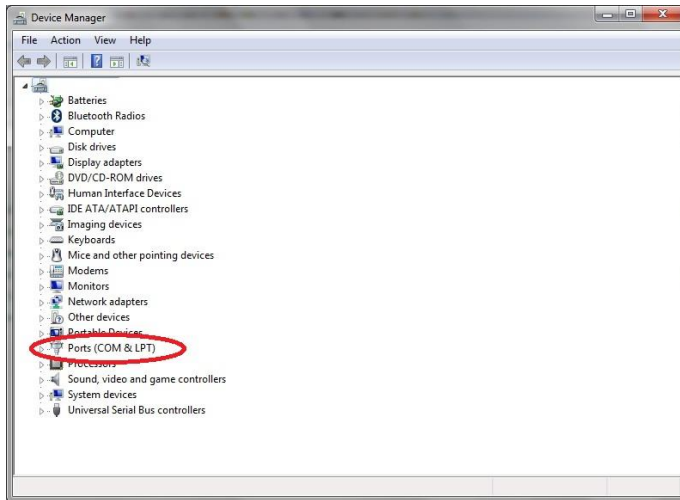 Device Manager
File Action View Help
Batteries
Bluetooth Radios
Computer
Disk drives
Display adapters
DVD/CD-ROM drives
Human Interface Devices
IDE ATA/ATAPI controllers
Imaging devices
Keyboards
Mice and other pointing devices
Modems
Monitors
Network adapters
Other devices
Portable Devices
Ports (COM & LPT)
Processors
Sound, video and game controllers
System devices
Universal Serial Bus controllers